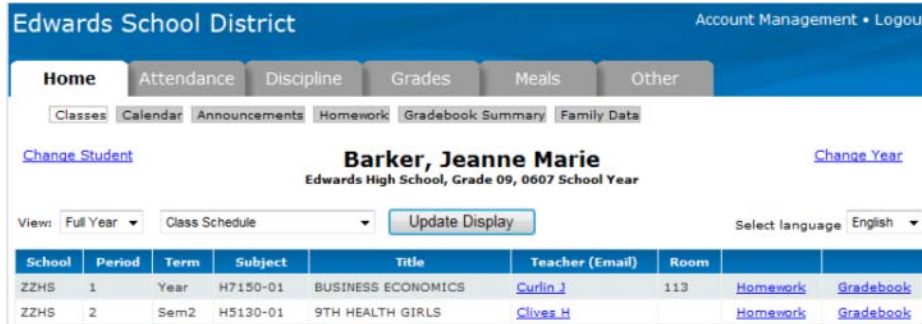 Edwards School District
Account Management • Logou
Home Attendance Discipline Grades Meals Other
Classes Calendar Announcements Homework Gradebook Summary Family Data
Change Student
Barker, Jeanne Marie
Change Year
Edwards High School, Grade 09, 0607 School Year
View: Full Year Class Schedule Update Display Select language English
School Period Term Subject Title Teacher (Email) Room
ZZHS 1 Year H7150-01 BUSINESS ECONOMICS Curlin J 113 Homework Gradebook
ZZHS 2 Sem2 H5130-01 9TH HEALTH GIRLS Clives H Homework Gradebook